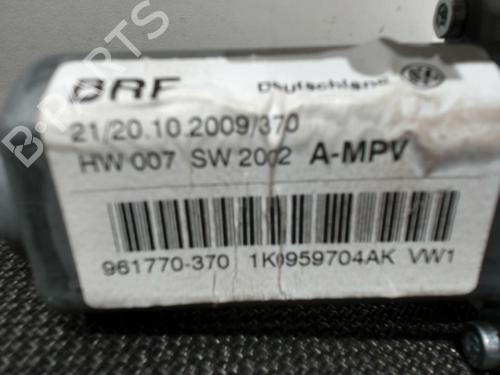 BRF Deutschland
21/20.10.2009/370
HW 007 SW 2002 A-MPV
961770-370 1K0959704AK VW1